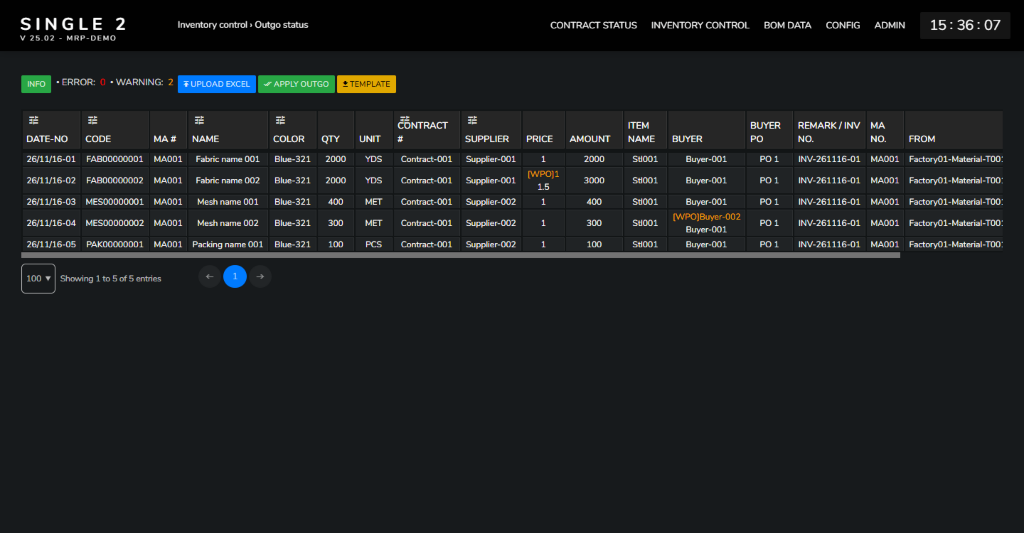 SINGLE 2
V 25.02 - MRP-DEMO
Inventory control › Outgo status
CONTRACT STATUS INVENTORY CONTROL BOM DATA CONFIG ADMIN
15 : 36 : 07
INFO • ERROR: 0 • WARNING: 2 UPLOAD EXCEL APPLY OUTGO TEMPLATE
DATE-NO CODE MA # NAME COLOR QTY UNIT CONTRACT # SUPPLIER PRICE AMOUNT ITEM NAME BUYER BUYER PO REMARK / INV NO. MA NO. FROM
26/11/16-01 FAB00000001 MA001 Fabric name 001 Blue-321 2000 YDS Contract-001 Supplier-001 1 2000 Stl001 Buyer-001 PO 1 INV-261116-01 MA001 Factory01-Material-T001
26/11/16-02 FAB00000002 MA001 Fabric name 002 Blue-321 2000 YDS Contract-001 Supplier-001 [WPO]1 1.5 3000 Stl001 Buyer-001 PO 1 INV-261116-01 MA001 Factory01-Material-T001
26/11/16-03 MES00000001 MA001 Mesh name 001 Blue-321 400 MET Contract-001 Supplier-002 1 400 Stl001 Buyer-001 PO 1 INV-261116-01 MA001 Factory01-Material-T001
26/11/16-04 MES00000002 MA001 Mesh name 002 Blue-321 300 MET Contract-001 Supplier-002 1 300 Stl001 [WPO]Buyer-002 Buyer-001 PO 1 INV-261116-01 MA001 Factory01-Material-T001
26/11/16-05 PAK00000001 MA001 Packing name 001 Blue-321 100 PCS Contract-001 Supplier-002 1 100 Stl001 Buyer-001 PO 1 INV-261116-01 MA001 Factory01-Material-T001
100 ▾ Showing 1 to 5 of 5 entries ← 1 →